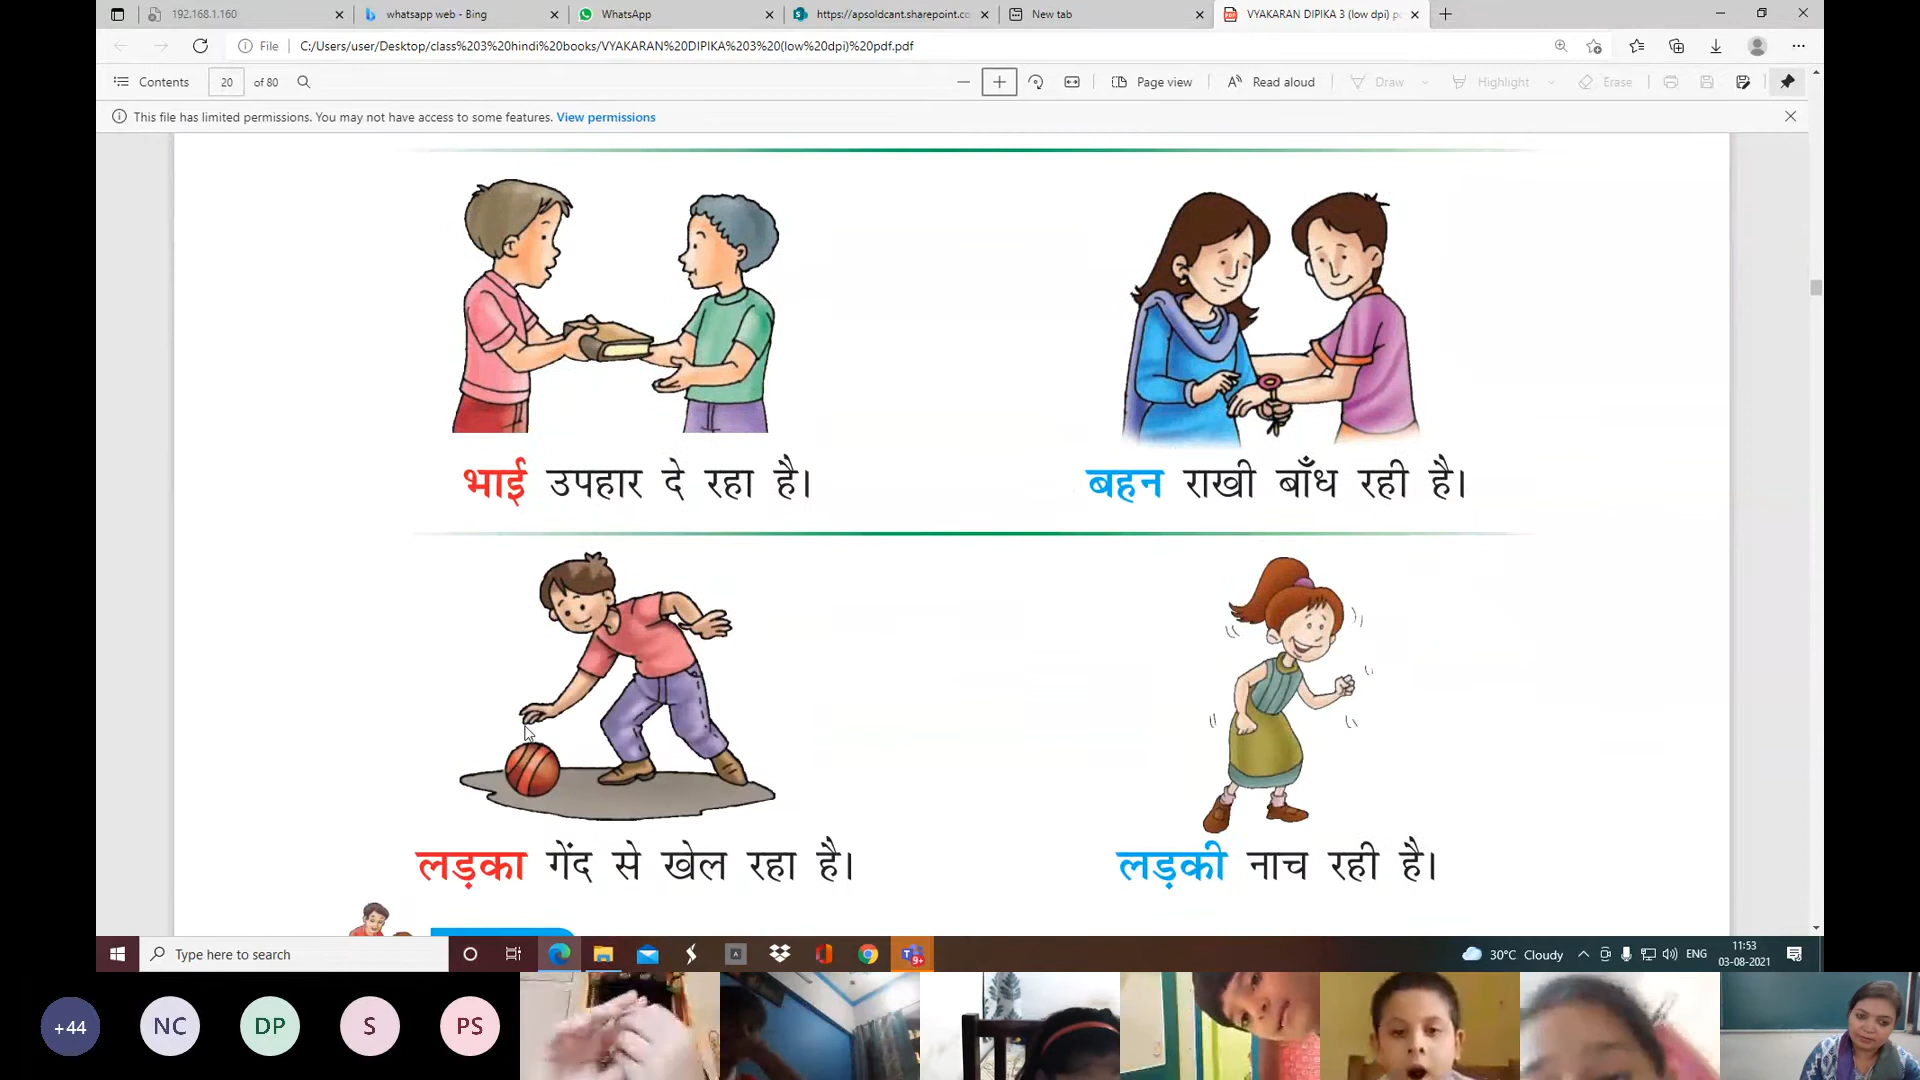 192.168.1.160
whatsapp web - Bing
WhatsApp
https://apsoldcant.sharepoint.co
New tab
VYAKARAN DIPIKA 3 (low dpi) p
File
C:/Users/user/Desktop/class%203%20hindi%20books/VYAKARAN%20DIPIKA%203%20(low%20dpi)%20pdf.pdf
Contents
20
of 80
Page view
Read aloud
Draw
Highlight
Erase
This file has limited permissions. You may not have access to some features. View permissions
भाई उपहार दे रहा है।
बहन राखी बाँध रही है।
लड़का गेंद से खेल रहा है।
लड़की नाच रही है।
Type here to search
9+
30°C Cloudy
ENG
11:53
03-08-2021
+44
NC
DP
S
PS